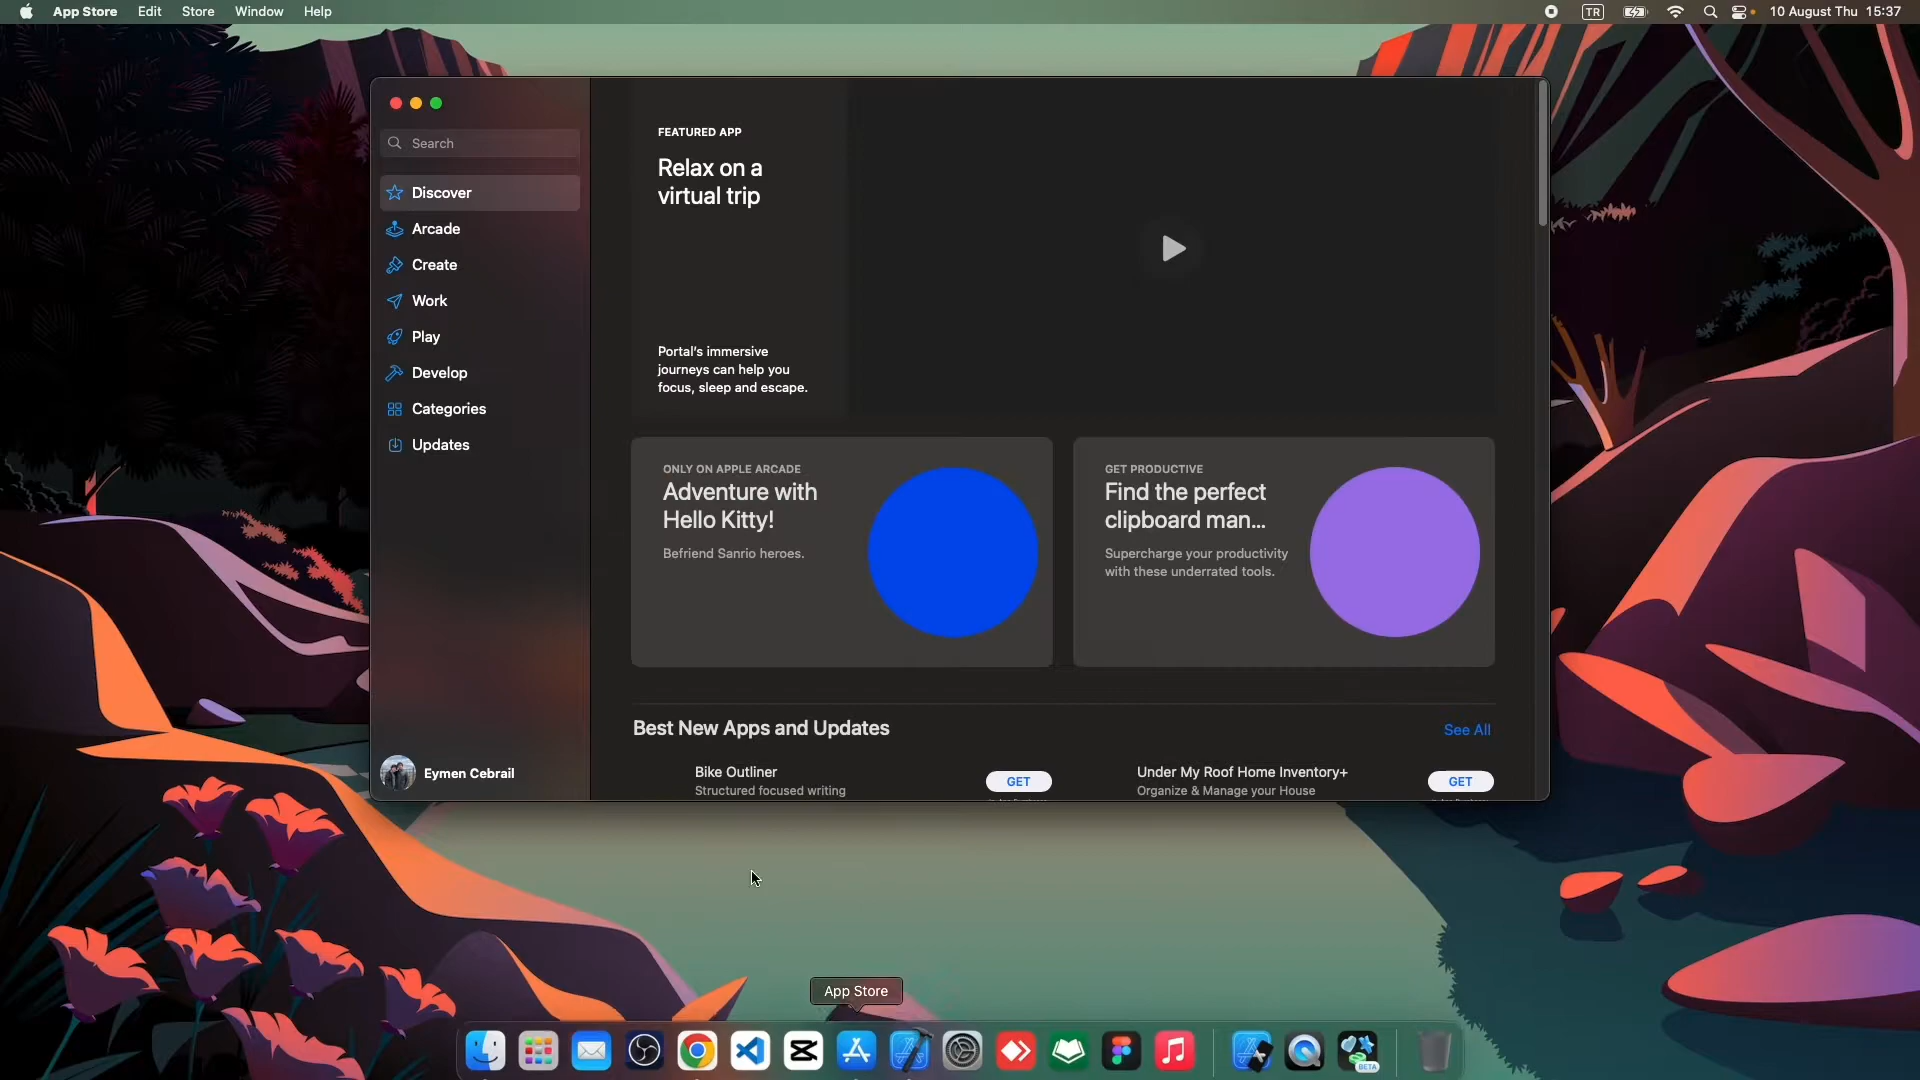 App Store Edit Store Window Help
TR 10 August Thu 15:37
Search
Discover
Arcade
Create
Work
Play
Develop
Categories
Updates
Eymen Cebrail
FEATURED APP
Relax on a
virtual trip
Portal's immersive
journeys can help you
focus, sleep and escape.
ONLY ON APPLE ARCADE
Adventure with
Hello Kitty!
Befriend Sanrio heroes.
GET PRODUCTIVE
Find the perfect
clipboard man...
Supercharge your productivity
with these underrated tools.
Best New Apps and Updates
See All
Bike Outliner
Structured focused writing
GET
Under My Roof Home Inventory+
Organize & Manage your House
GET
App Store
BETA